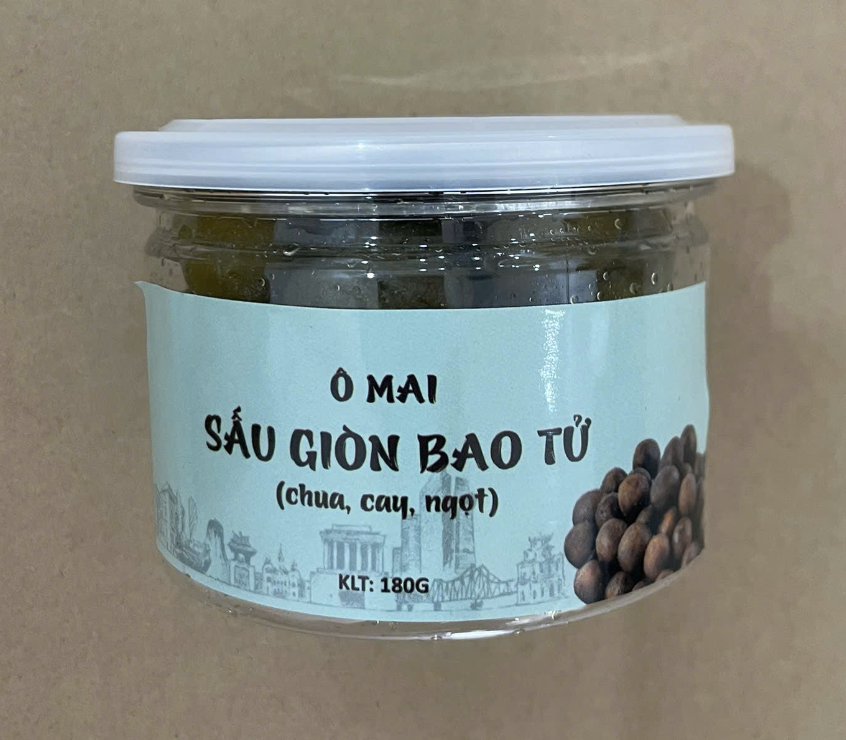 Ô MAI
SẤU GIÒN BAO TỬ
(chua, cay, ngọt)
KLT: 180G